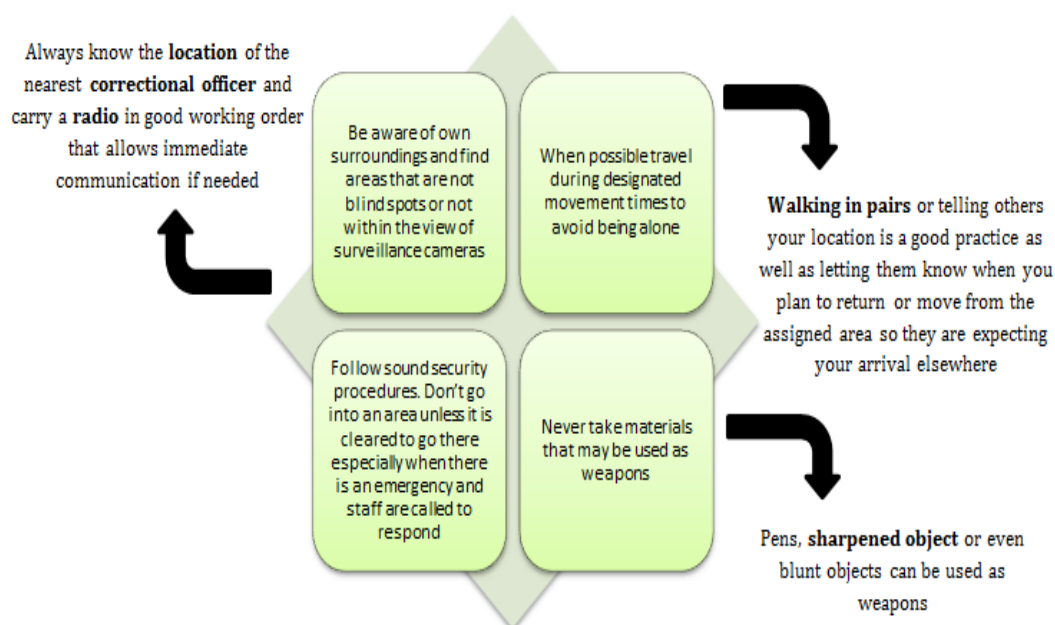 Always know the location of the
nearest correctional officer and
carry a radio in good working order
that allows immediate
communication if needed
Be aware of own
surroundings and find
areas that are not
blind spots or not
within the view of
surveillance cameras
When possible travel
during designated
movement times to
avoid being alone
Walking in pairs or telling others
your location is a good practice as
well as letting them know when you
plan to return or move from the
assigned area so they are expecting
your arrival elsewhere
Follow sound security
procedures. Don't go
into an area unless it is
cleared to go there
especially when there
is an emergency and
staff are called to
respond
Never take materials
that may be used as
weapons
Pens, sharpened object or even
blunt objects can be used as
weapons